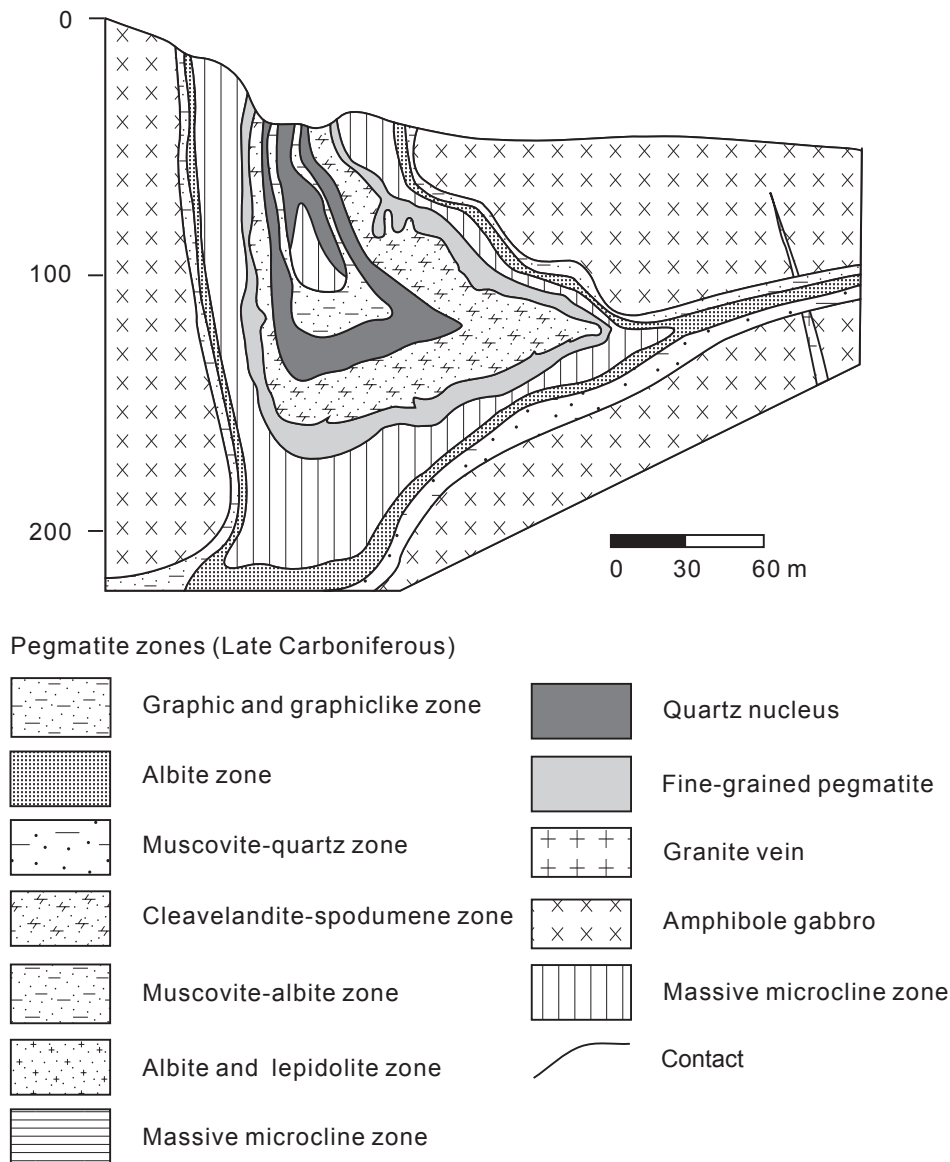 0
100
200
0 30 60 m
Pegmatite zones (Late Carboniferous)
Graphic and graphiclike zone
Albite zone
Muscovite-quartz zone
Cleavelandite-spodumene zone
Muscovite-albite zone
Albite and lepidolite zone
Massive microcline zone
Quartz nucleus
Fine-grained pegmatite
Granite vein
Amphibole gabbro
Massive microcline zone
Contact